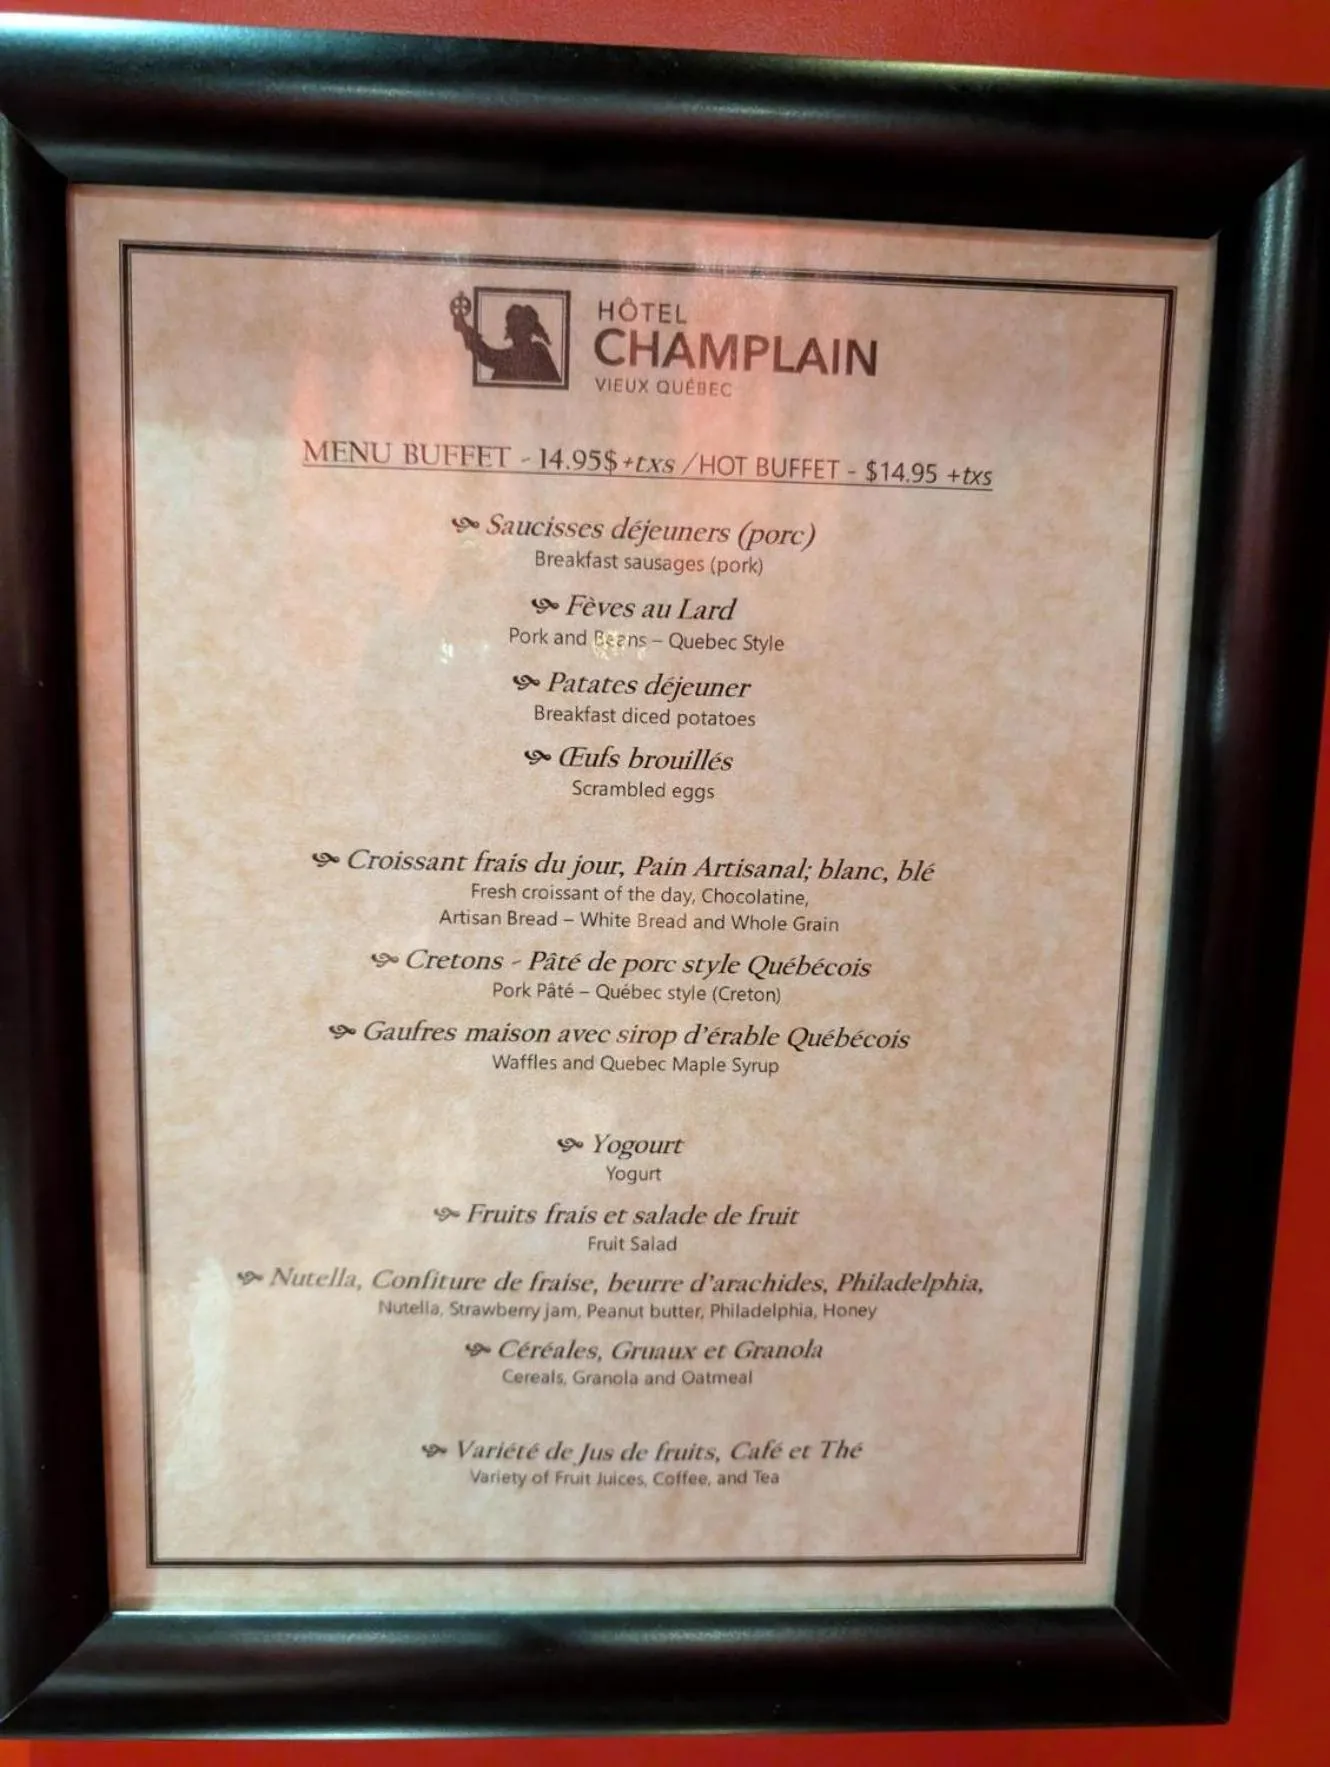 HÔTEL
CHAMPLAIN
VIEUX QUÉBEC
MENU BUFFET - 14.95$ +txs / HOT BUFFET - $14.95 +txs
Saucisses déjeuners (porc)
Breakfast sausages (pork)
Fèves au Lard
Pork and Beans – Quebec Style
Patates déjeuner
Breakfast diced potatoes
Œufs brouillés
Scrambled eggs
Croissant frais du jour, Pain Artisanal; blanc, blé
Fresh croissant of the day, Chocolatine,
Artisan Bread – White Bread and Whole Grain
Cretons - Pâté de porc style Québécois
Pork Pâté – Québec style (Creton)
Gaufres maison avec sirop d'érable Québécois
Waffles and Quebec Maple Syrup
Yogourt
Yogurt
Fruits frais et salade de fruit
Fruit Salad
Nutella, Confiture de fraise, beurre d'arachides, Philadelphia,
Nutella, Strawberry jam, Peanut butter, Philadelphia, Honey
Céréales, Gruaux et Granola
Cereals, Granola and Oatmeal
Variété de Jus de fruits, Café et Thé
Variety of Fruit Juices, Coffee, and Tea